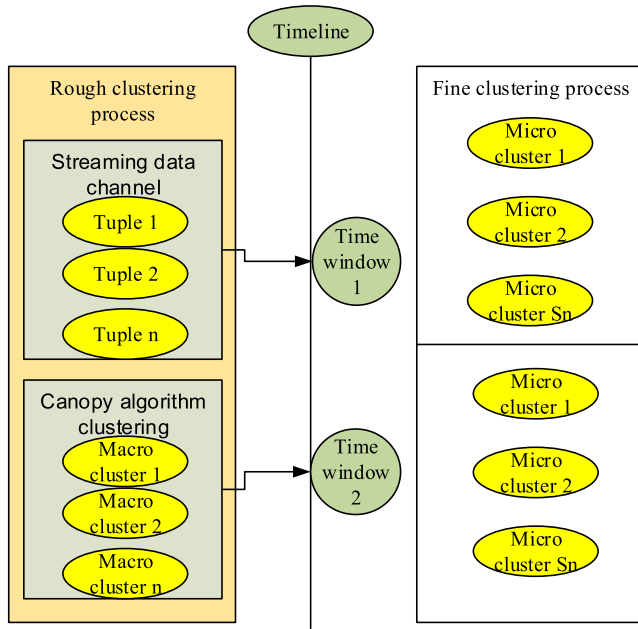 Timeline
Rough clustering
process
Streaming data
channel
Tuple 1
Tuple 2
Tuple n
Canopy algorithm
clustering
Macro
cluster 1
Macro
cluster 2
Macro
cluster n
Time
window
1
Time
window
2
Fine clustering process
Micro
cluster 1
Micro
cluster 2
Micro
cluster Sn
Micro
cluster 1
Micro
cluster 2
Micro
cluster Sn